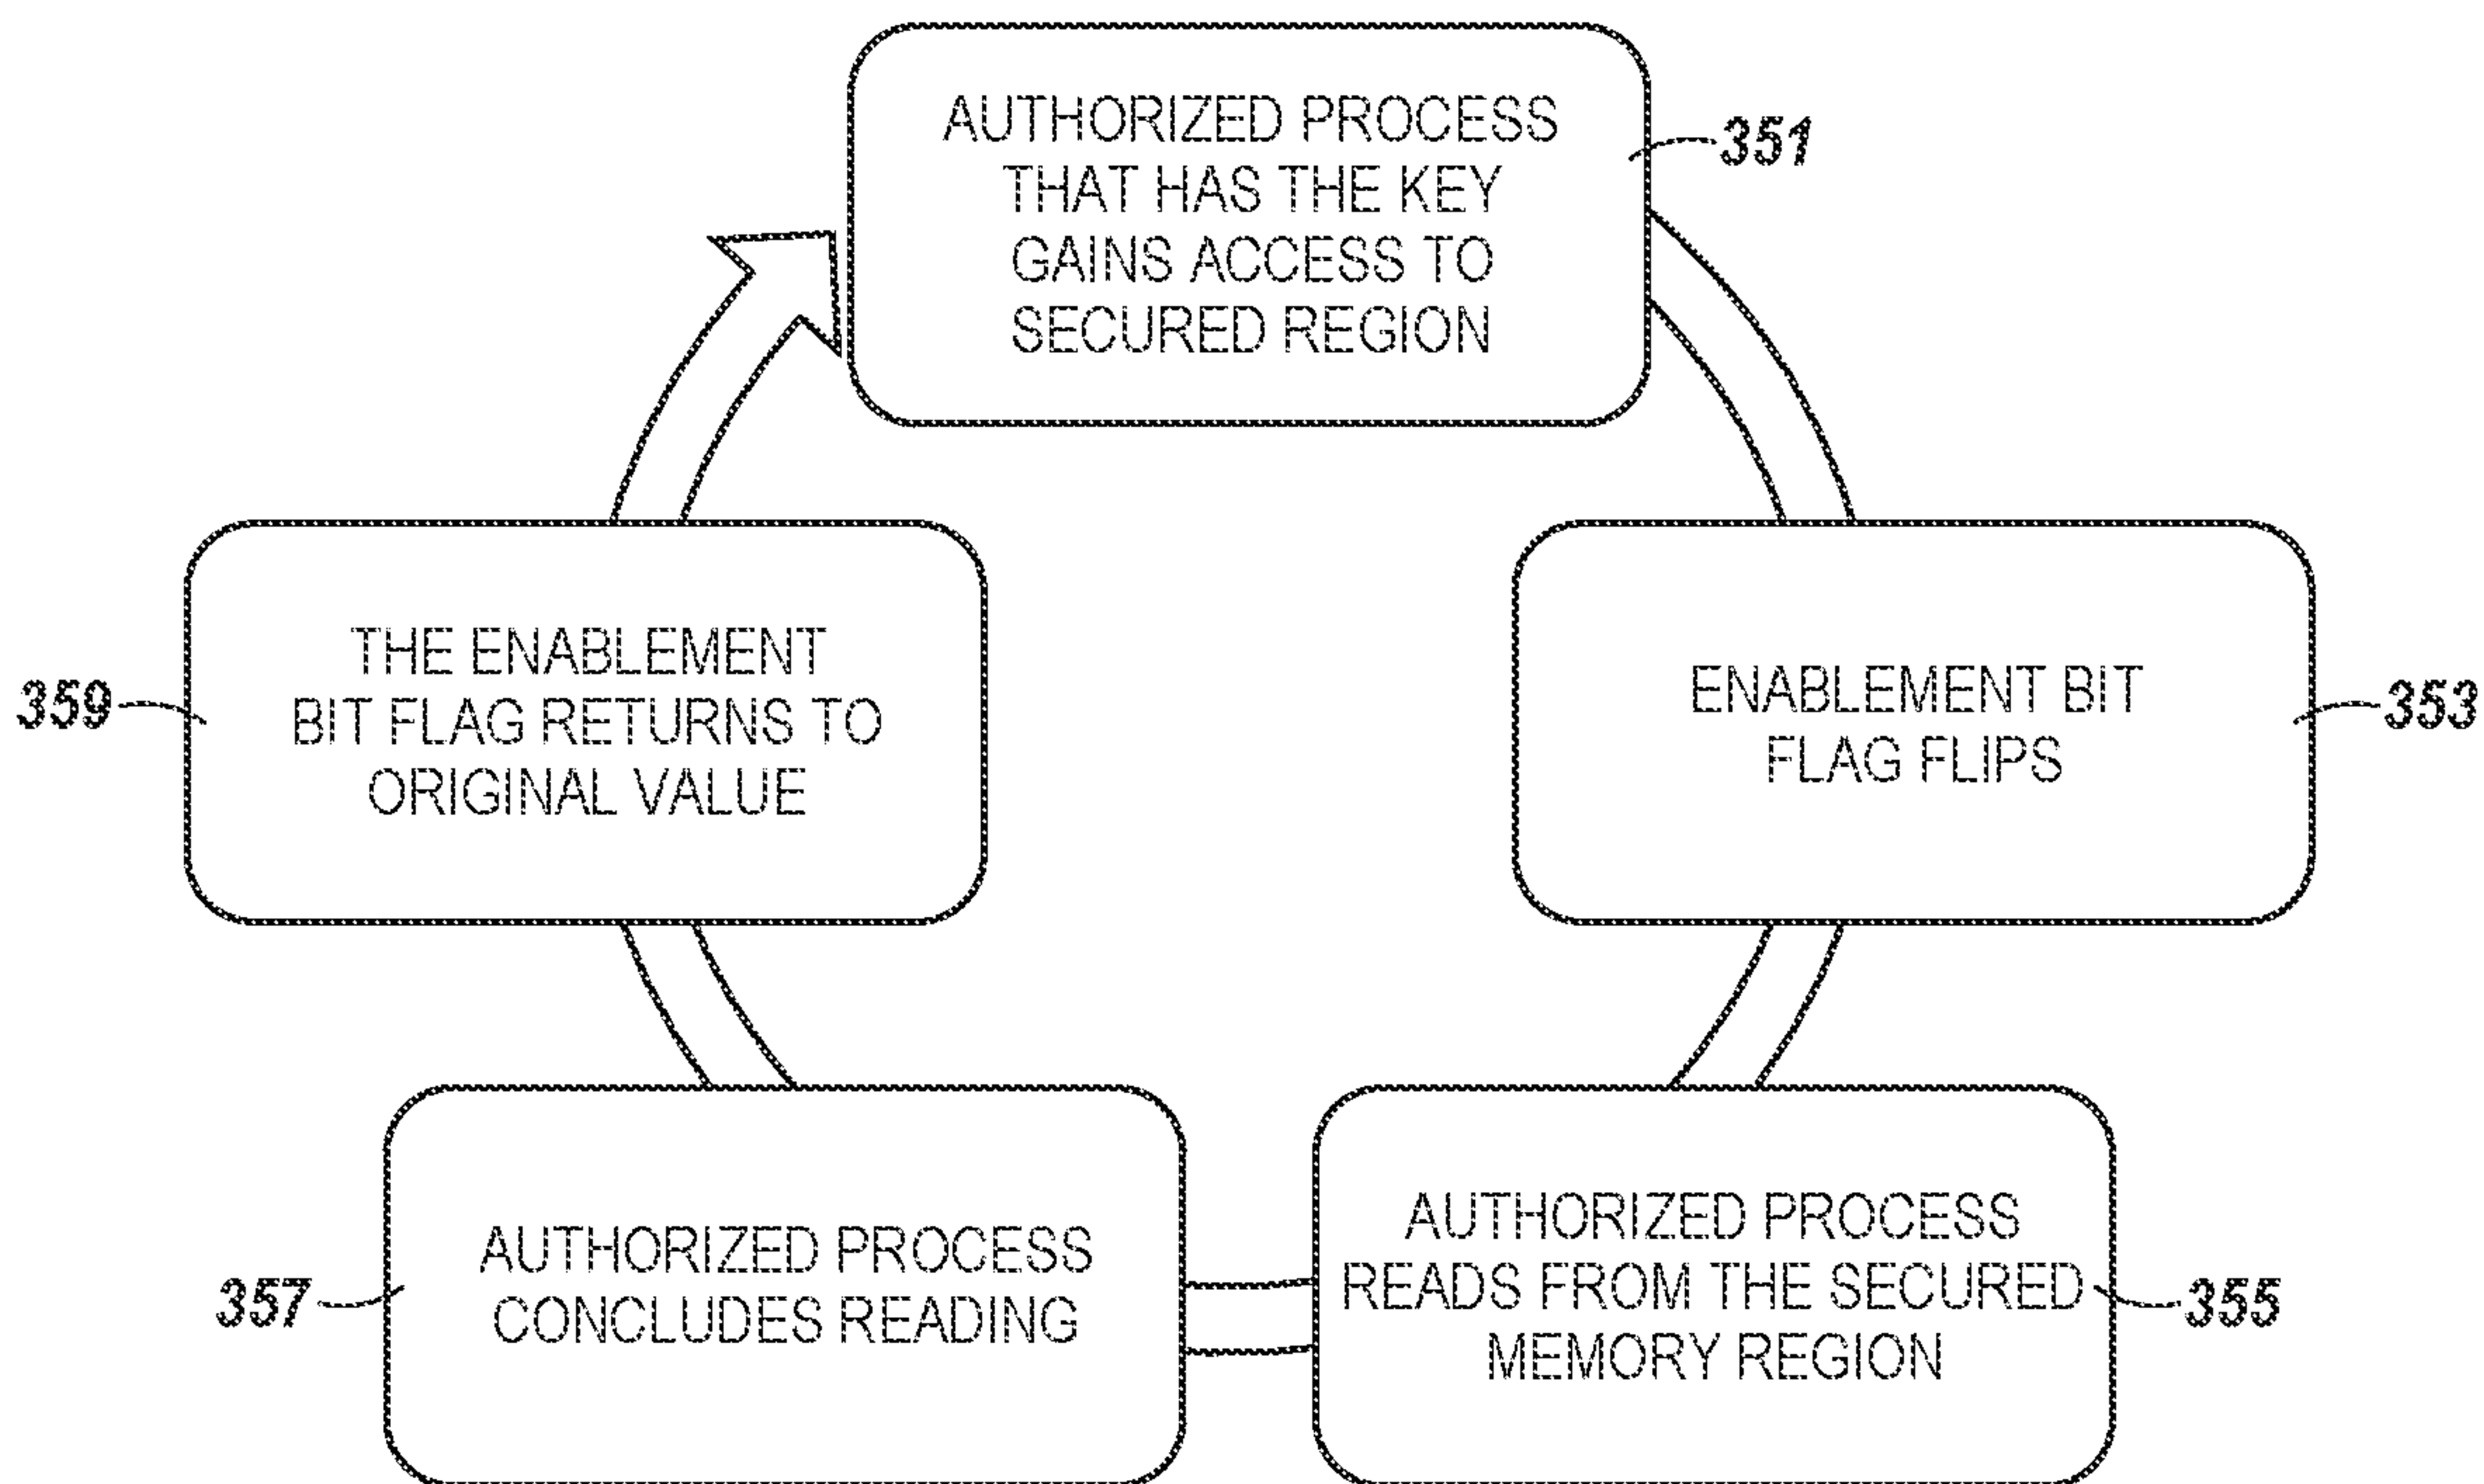 AUTHORIZED PROCESS
THAT HAS THE KEY
GAINS ACCESS TO
SECURED REGION
351
ENABLEMENT BIT
FLAG FLIPS
353
AUTHORIZED PROCESS
READS FROM THE SECURED
MEMORY REGION
355
AUTHORIZED PROCESS
CONCLUDES READING
357
THE ENABLEMENT
BIT FLAG RETURNS TO
ORIGINAL VALUE
359